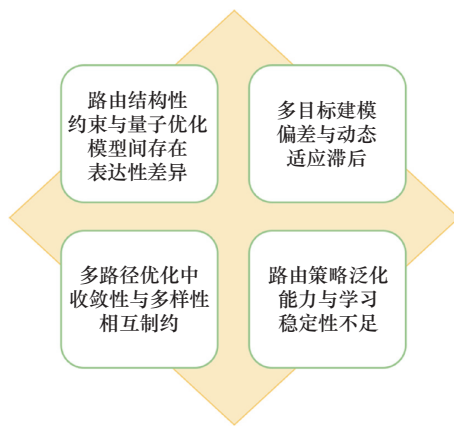 路由结构性
约束与量子优化
模型间存在
表达性差异
多目标建模
偏差与动态
适应滞后
多路径优化中
收敛性与多样性
相互制约
路由策略泛化
能力与学习
稳定性不足